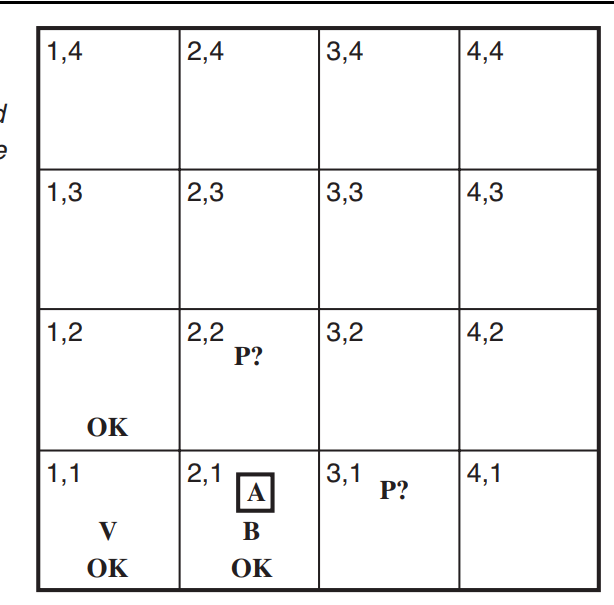 d
e
1,4 2,4 3,4 4,4
1,3 2,3 3,3 4,3
1,2 2,2 3,2 4,2
P?
OK
1,1 2,1 A 3,1 P? 4,1
V B
OK OK